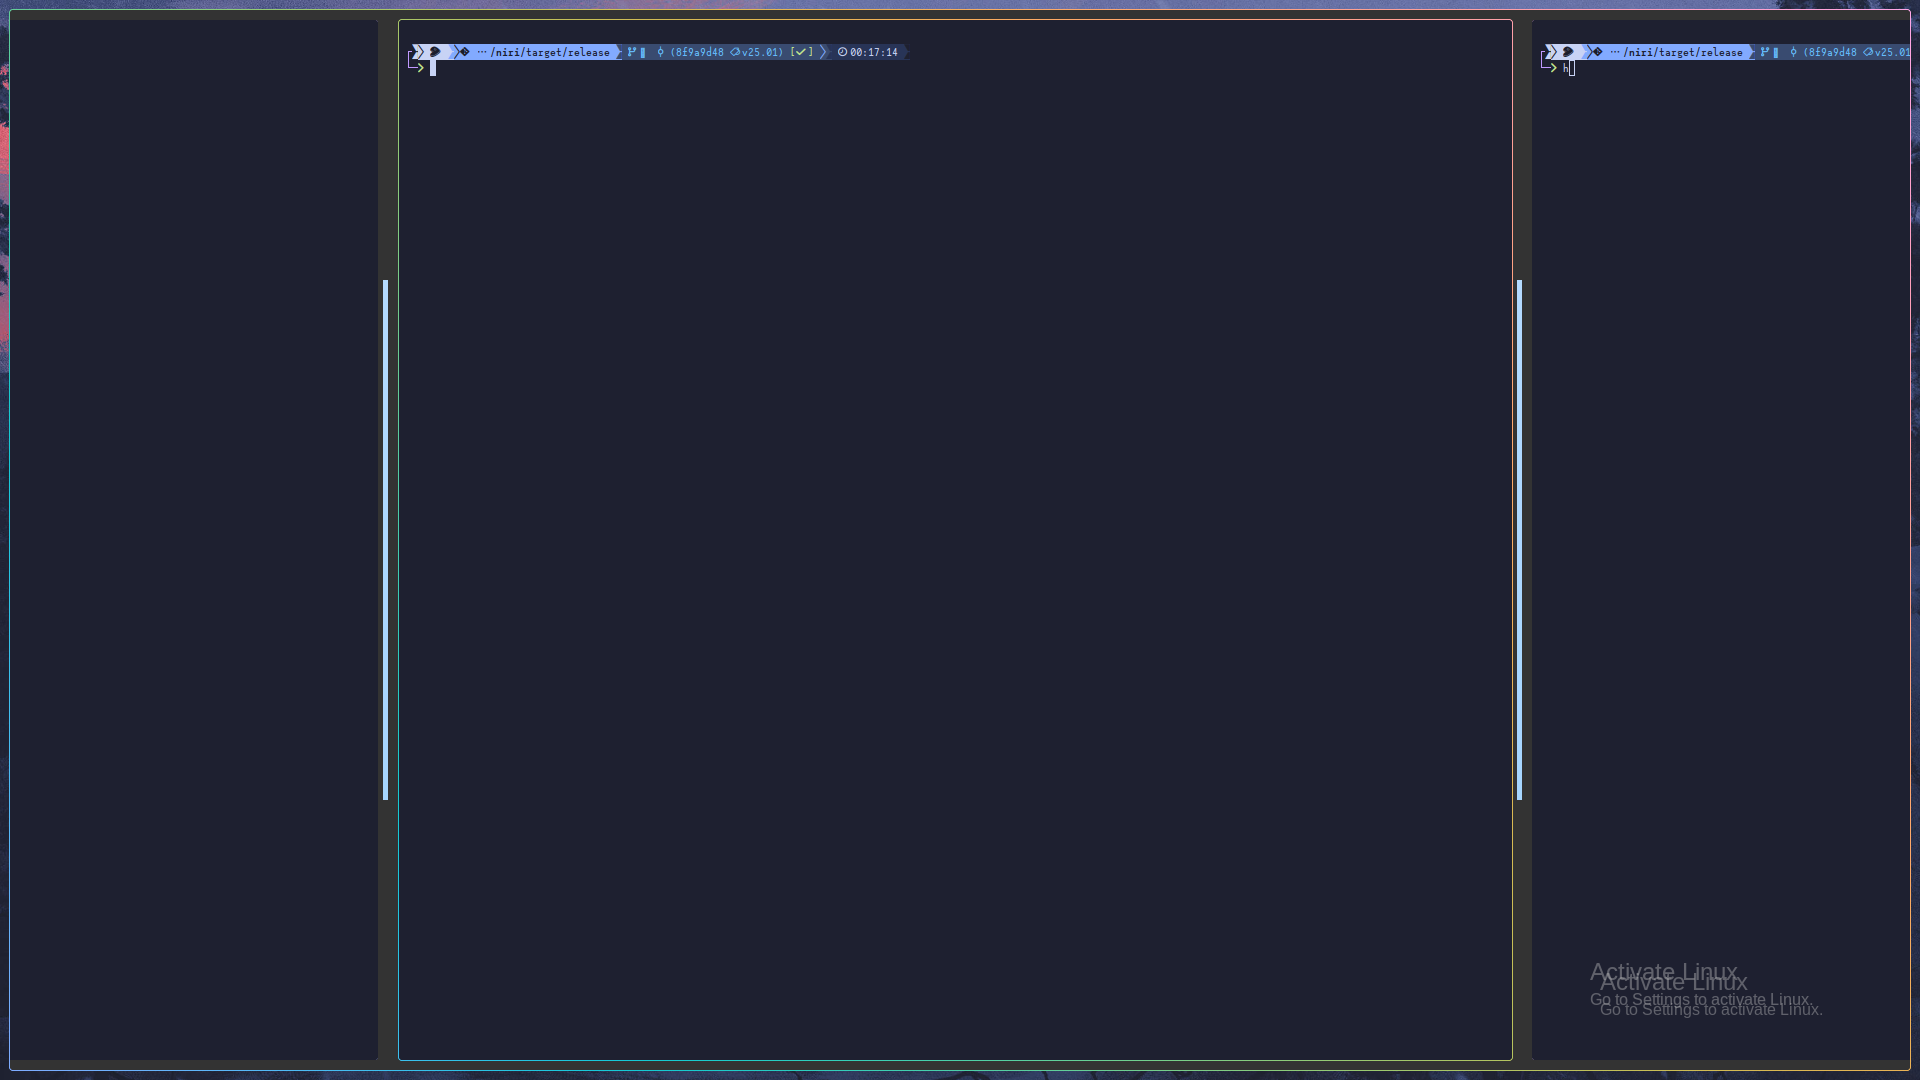 ··· /niri/target/release (8f9a9d48 v25.01) [✓] 00:17:14
··· /niri/target/release (8f9a9d48 v25.01
h
Activate Linux
Activate Linux
Go to Settings to activate Linux.
Go to Settings to activate Linux.